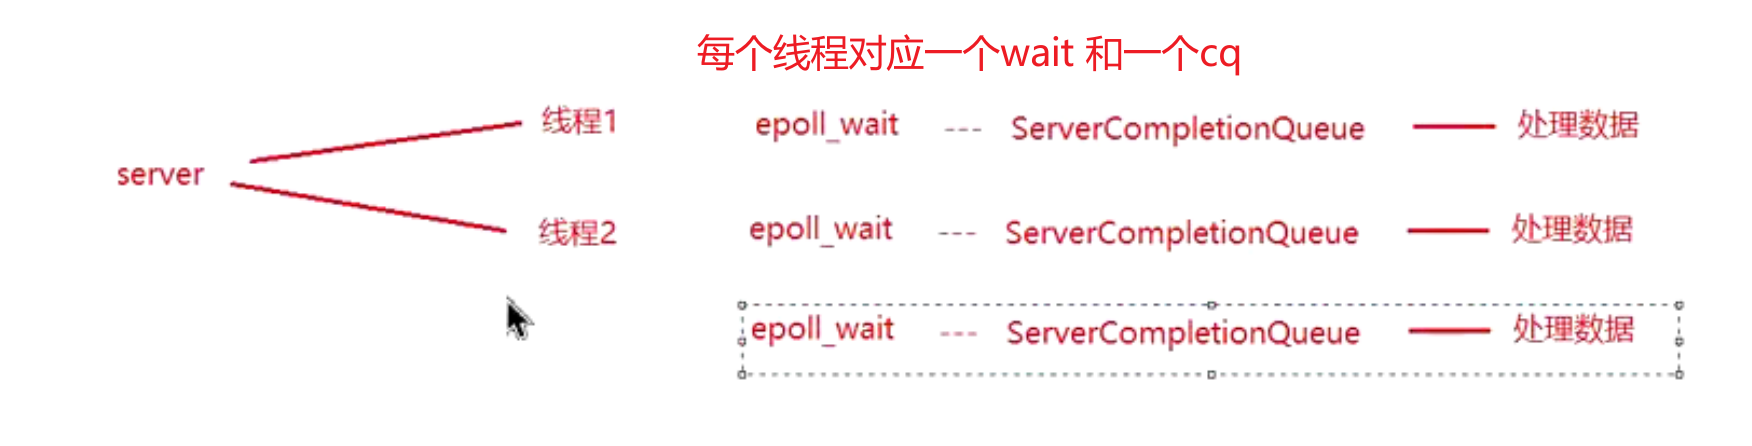 每个线程对应一个wait 和一个cq
线程1 epoll_wait --- ServerCompletionQueue 处理数据
server
线程2 epoll_wait --- ServerCompletionQueue 处理数据
epoll_wait --- ServerCompletionQueue 处理数据